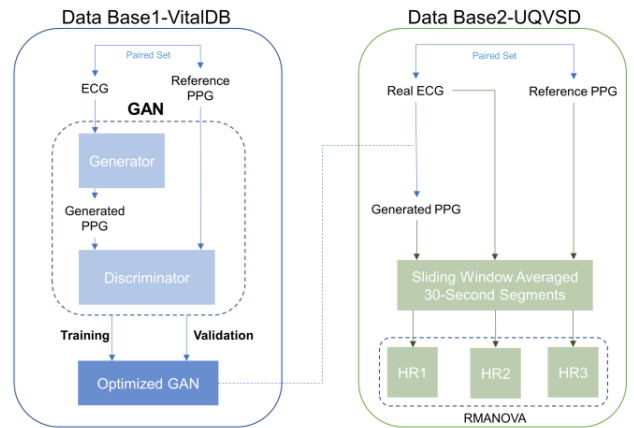 Data Base1-VitalDB
Paired Set
ECG
Reference
PPG
GAN
Generator
Generated
PPG
Discriminator
Training
Validation
Optimized GAN
Data Base2-UQVSD
Paired Set
Real ECG
Reference PPG
Generated PPG
Sliding Window Averaged
30-Second Segments
HR1
HR2
HR3
RMANOVA